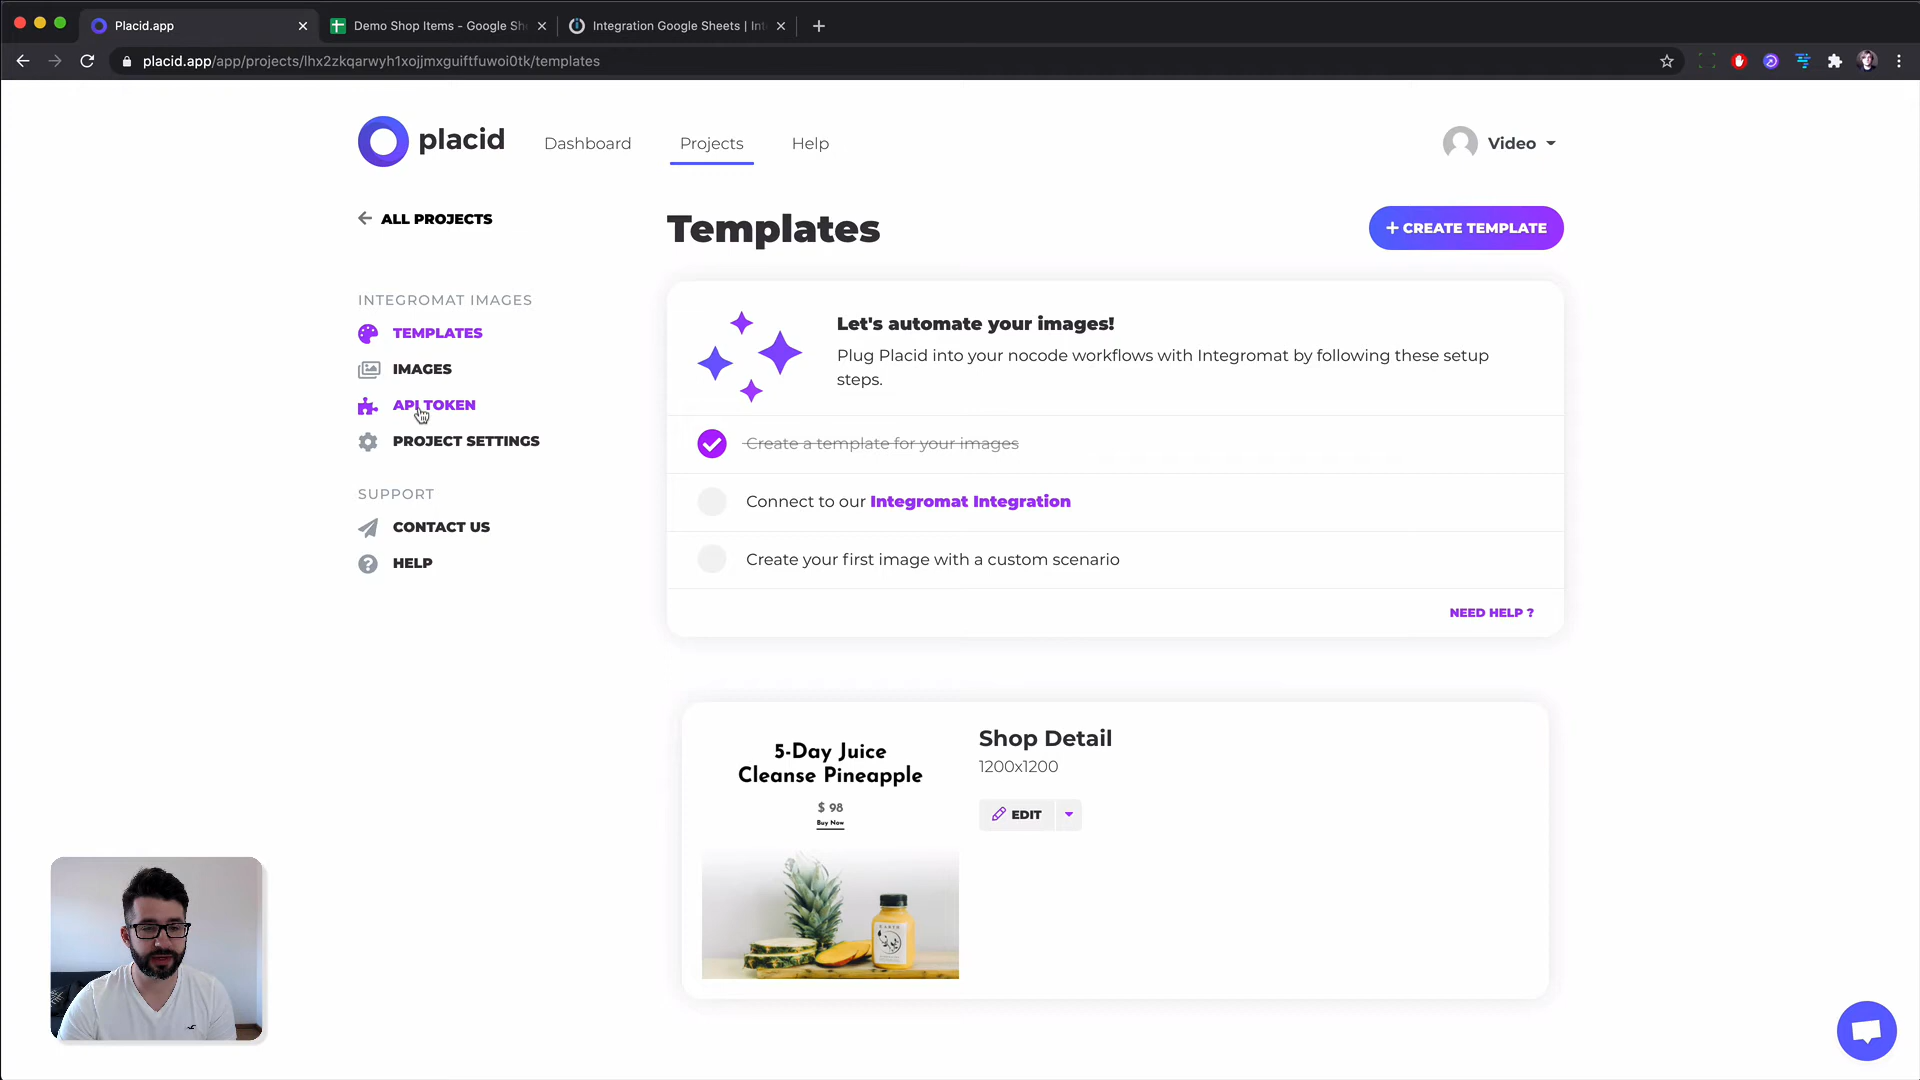 Placid.app
Demo Shop Items - Google She
Integration Google Sheets | Int
placid.app/app/projects/lhx2zkqarwyh1xojjmxguiftfuwoi0tk/templates
placid
Dashboard
Projects
Help
Video
ALL PROJECTS
Templates
+ CREATE TEMPLATE
INTEGROMAT IMAGES
TEMPLATES
IMAGES
API TOKEN
PROJECT SETTINGS
SUPPORT
CONTACT US
HELP
Let's automate your images!
Plug Placid into your nocode workflows with Integromat by following these setup
steps.
Create a template for your images
Connect to our Integromat Integration
Create your first image with a custom scenario
NEED HELP ?
5-Day Juice
Cleanse Pineapple
$ 98
Buy Now
Shop Detail
1200x1200
EDIT